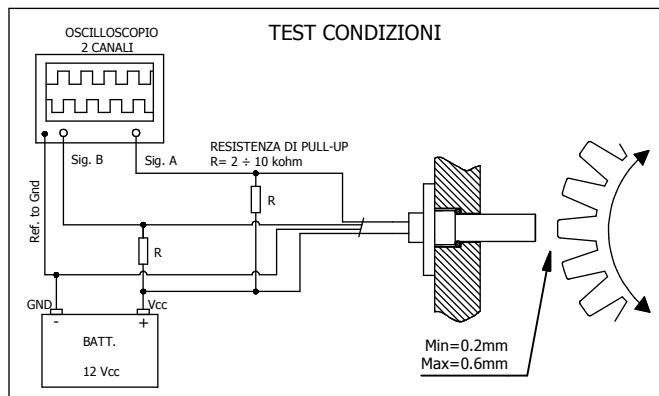 TEST CONDIZIONI
OSCILLOSCOPIO
2 CANALI
Sig. B
Sig. A
Ref. to Gnd
RESISTENZA DI PULL-UP
R= 2 ÷ 10 kohm
R
R
GND
Vcc
-
+
BATT.
12 Vcc
Min=0.2mm
Max=0.6mm